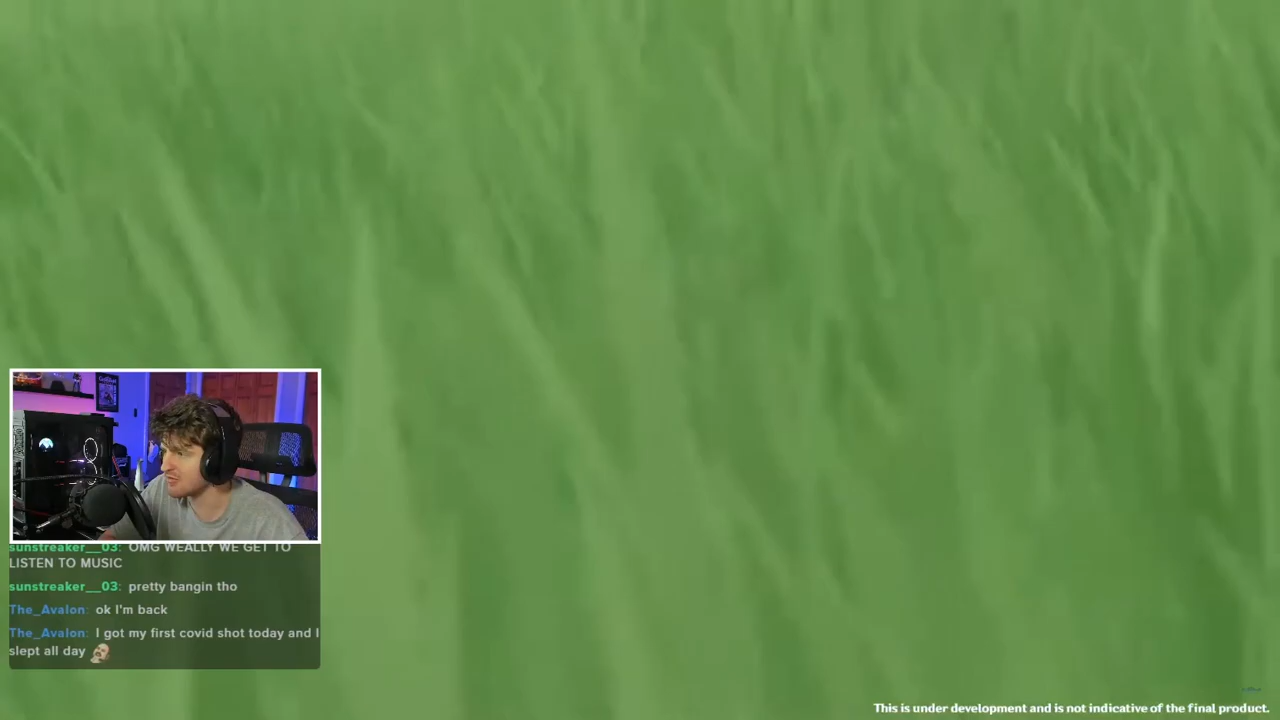 sunstreaker__03: OMG WEALLY WE GET TO
LISTEN TO MUSIC
sunstreaker__03: pretty bangin tho
The_Avalon: ok I'm back
The_Avalon: I got my first covid shot today and I
slept all day
This is under development and is not indicative of the final product.